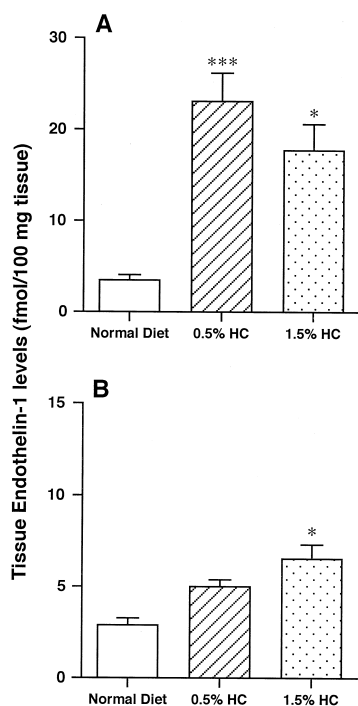 A
Tissue Endothelin-1 levels (fmol/100 mg tissue)
30
***
*
20
10
0
Normal Diet 0.5% HC 1.5% HC
B
15
10
*
5
0
Normal Diet 0.5% HC 1.5% HC